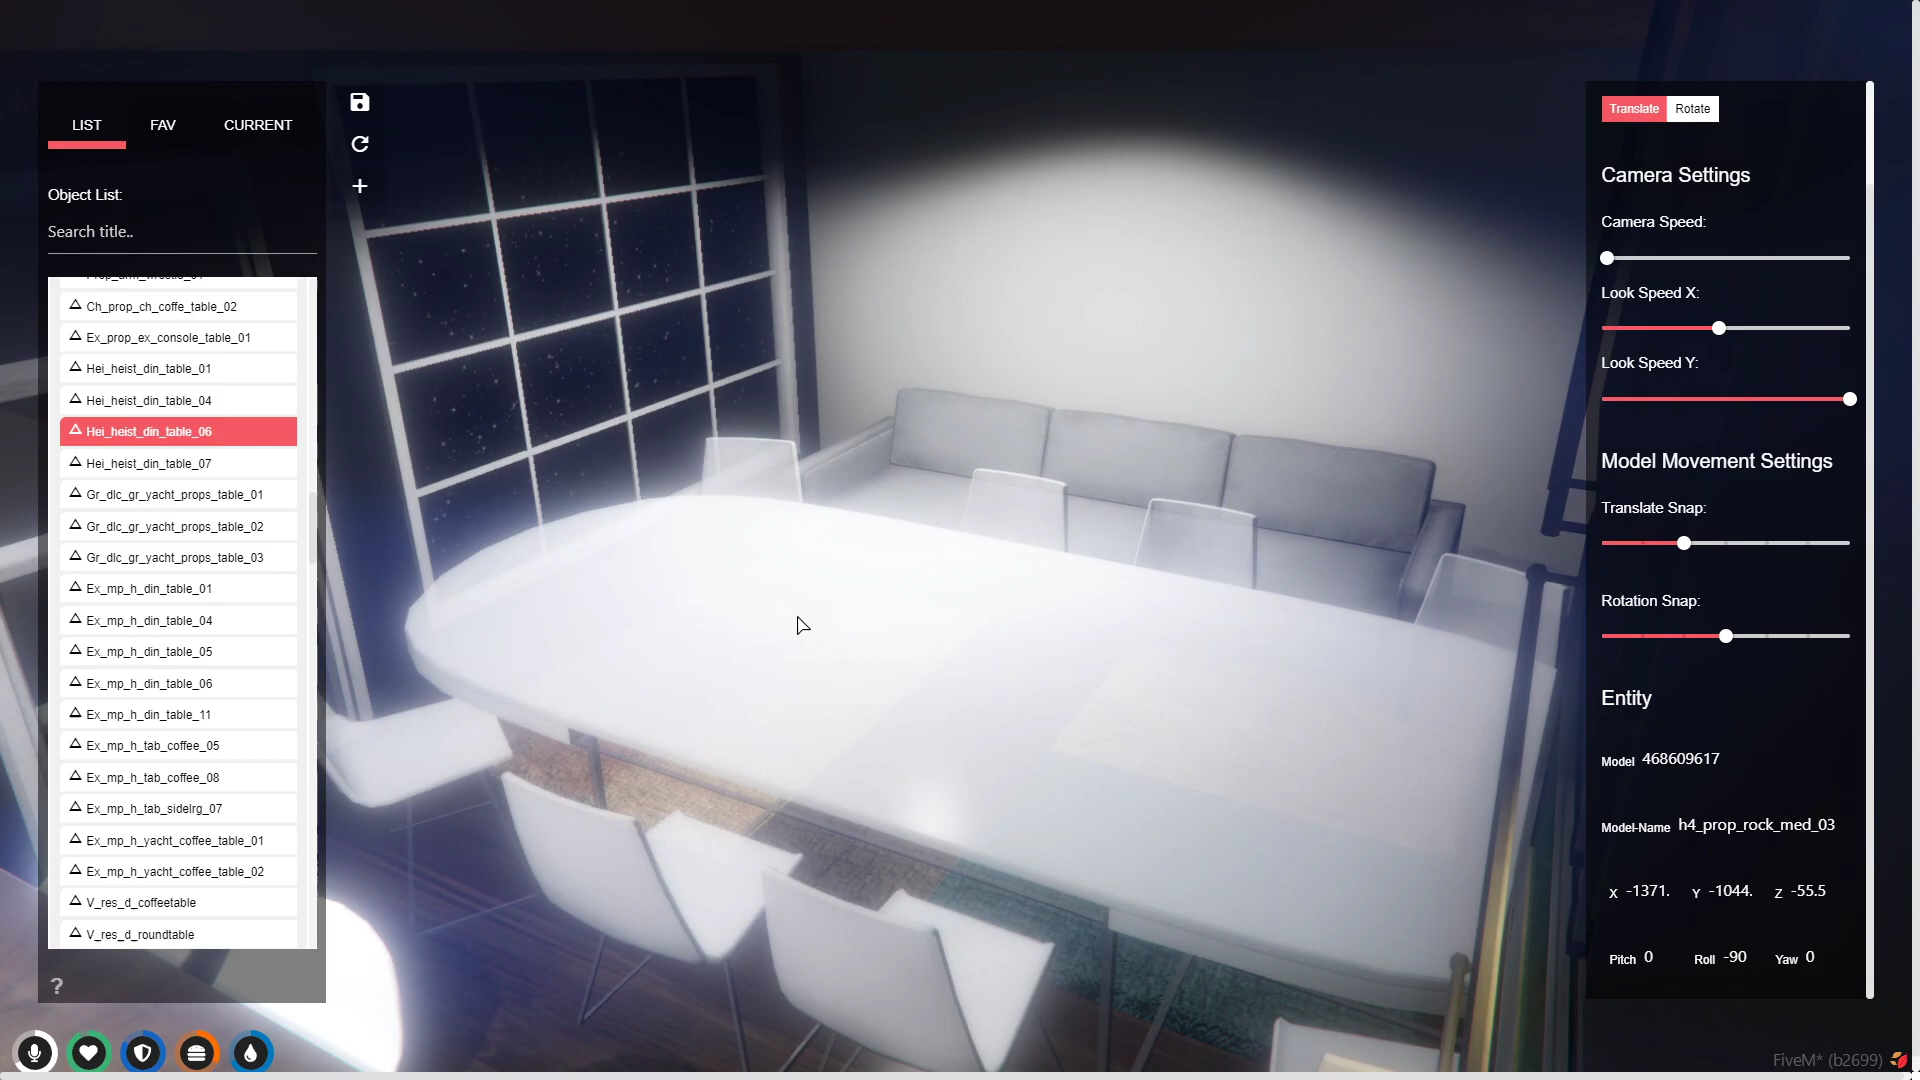 LIST
FAV
CURRENT
Object List:
Search title..
Ch_prop_ch_coffe_table_02
Ex_prop_ex_console_table_01
Hei_heist_din_table_01
Hei_heist_din_table_04
Hei_heist_din_table_06
Hei_heist_din_table_07
Gr_dlc_gr_yacht_props_table_01
Gr_dlc_gr_yacht_props_table_02
Gr_dlc_gr_yacht_props_table_03
Ex_mp_h_din_table_01
Ex_mp_h_din_table_04
Ex_mp_h_din_table_05
Ex_mp_h_din_table_06
Ex_mp_h_din_table_11
Ex_mp_h_tab_coffee_05
Ex_mp_h_tab_coffee_08
Ex_mp_h_tab_sidelrg_07
Ex_mp_h_yacht_coffee_table_01
Ex_mp_h_yacht_coffee_table_02
V_res_d_coffeetable
V_res_d_roundtable
?
Translate Rotate
Camera Settings
Camera Speed:
Look Speed X:
Look Speed Y:
Model Movement Settings
Translate Snap:
Rotation Snap:
Entity
Model 468609617
Model-Name h4_prop_rock_med_03
X -1371. Y -1044. Z -55.5
Pitch 0 Roll -90 Yaw 0
FiveM* (b2699)